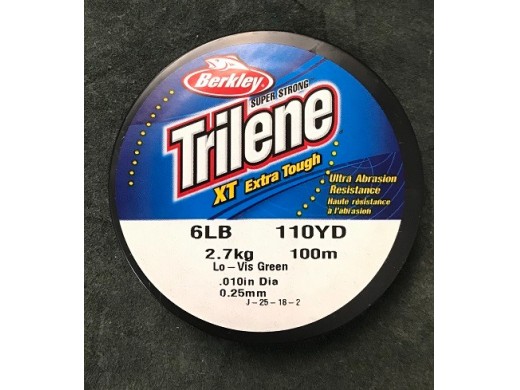 Berkley
SUPER STRONG
Trilene
XT Extra Tough
Ultra Abrasion
Resistance
Haute résistance
à l'abrasion
6LB 110YD
2.7kg 100m
Lo-Vis Green
.010in Dia
0.25mm
J-25-18-2